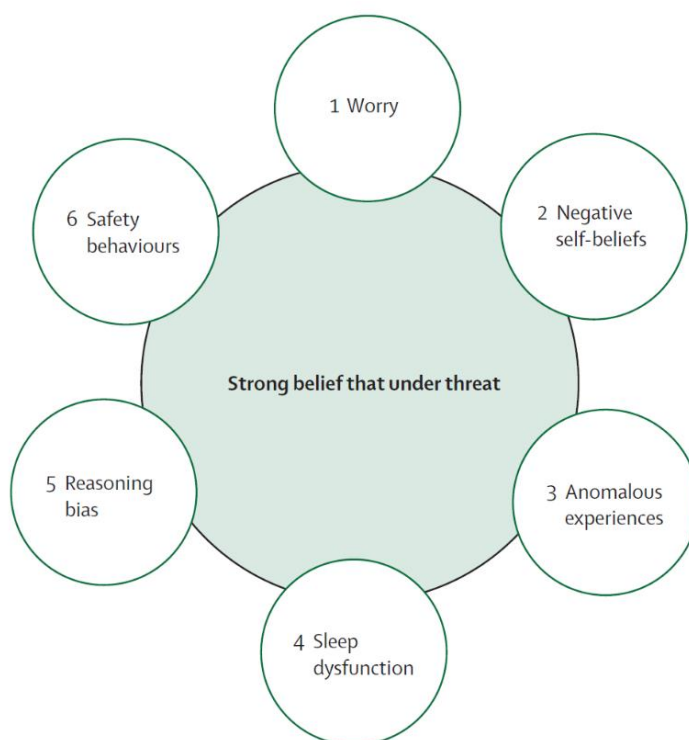 1 Worry
2 Negative
self-beliefs
3 Anomalous
experiences
4 Sleep
dysfunction
5 Reasoning
bias
6 Safety
behaviours
Strong belief that under threat